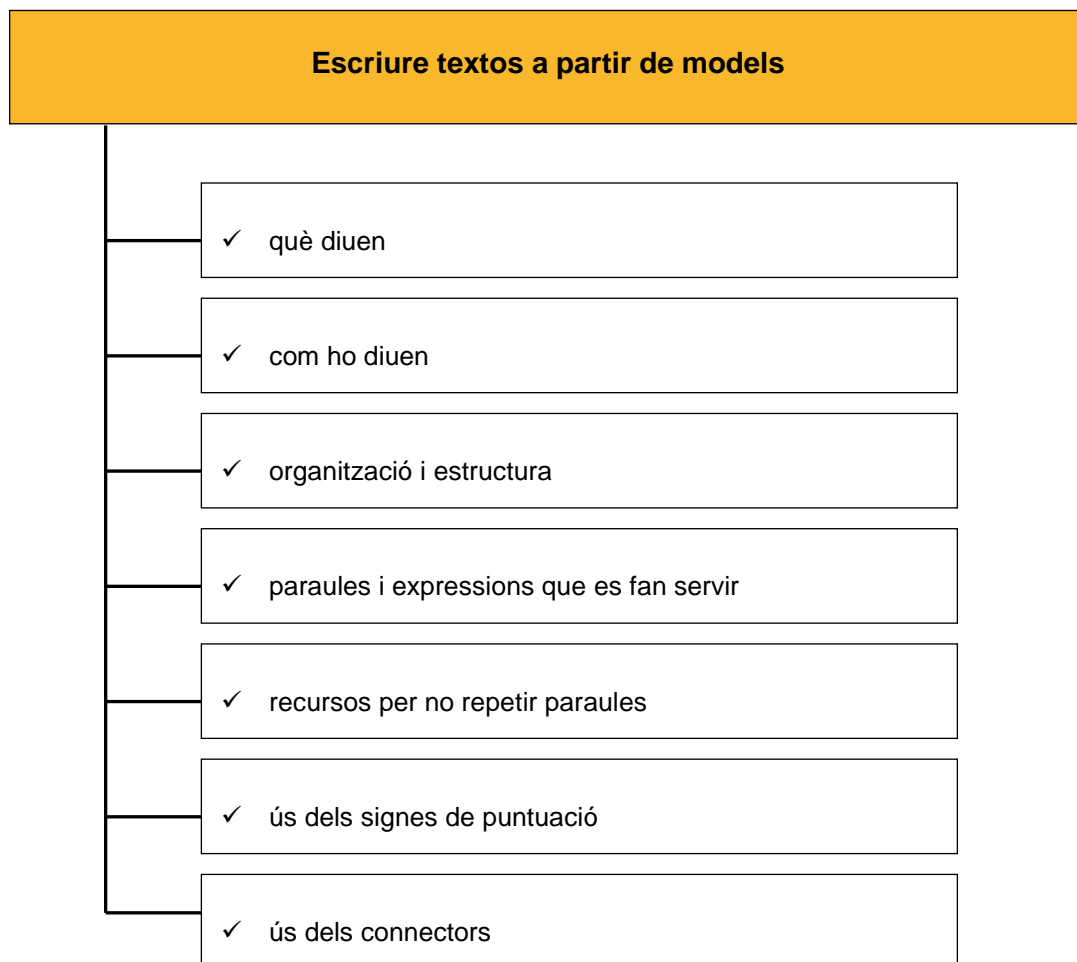 Escriure textos a partir de models
✓ què diuen
✓ com ho diuen
✓ organització i estructura
✓ paraules i expressions que es fan servir
✓ recursos per no repetir paraules
✓ ús dels signes de puntuació
✓ ús dels connectors